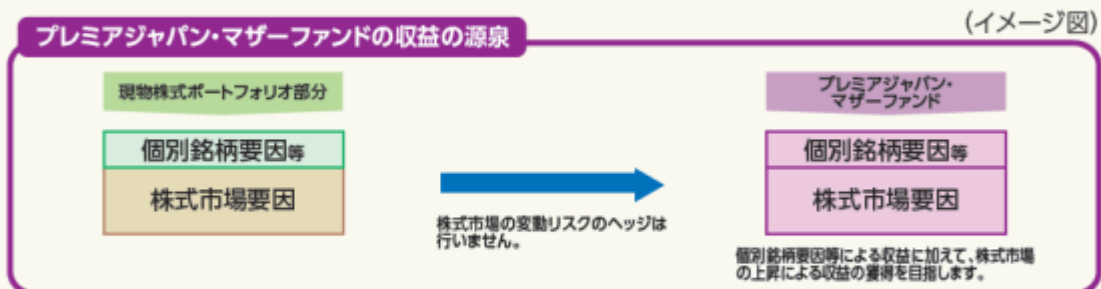 (イメージ図)
プレミアジャパン・マザーファンドの収益の源泉
現物株式ポートフォリオ部分
個別銘柄要因等
株式市場要因
株式市場の変動リスクのヘッジは
行いません。
プレミアジャパン・
マザーファンド
個別銘柄要因等
株式市場要因
個別銘柄要因等による収益に加えて、株式市場
の上昇による収益の獲得を目指します。